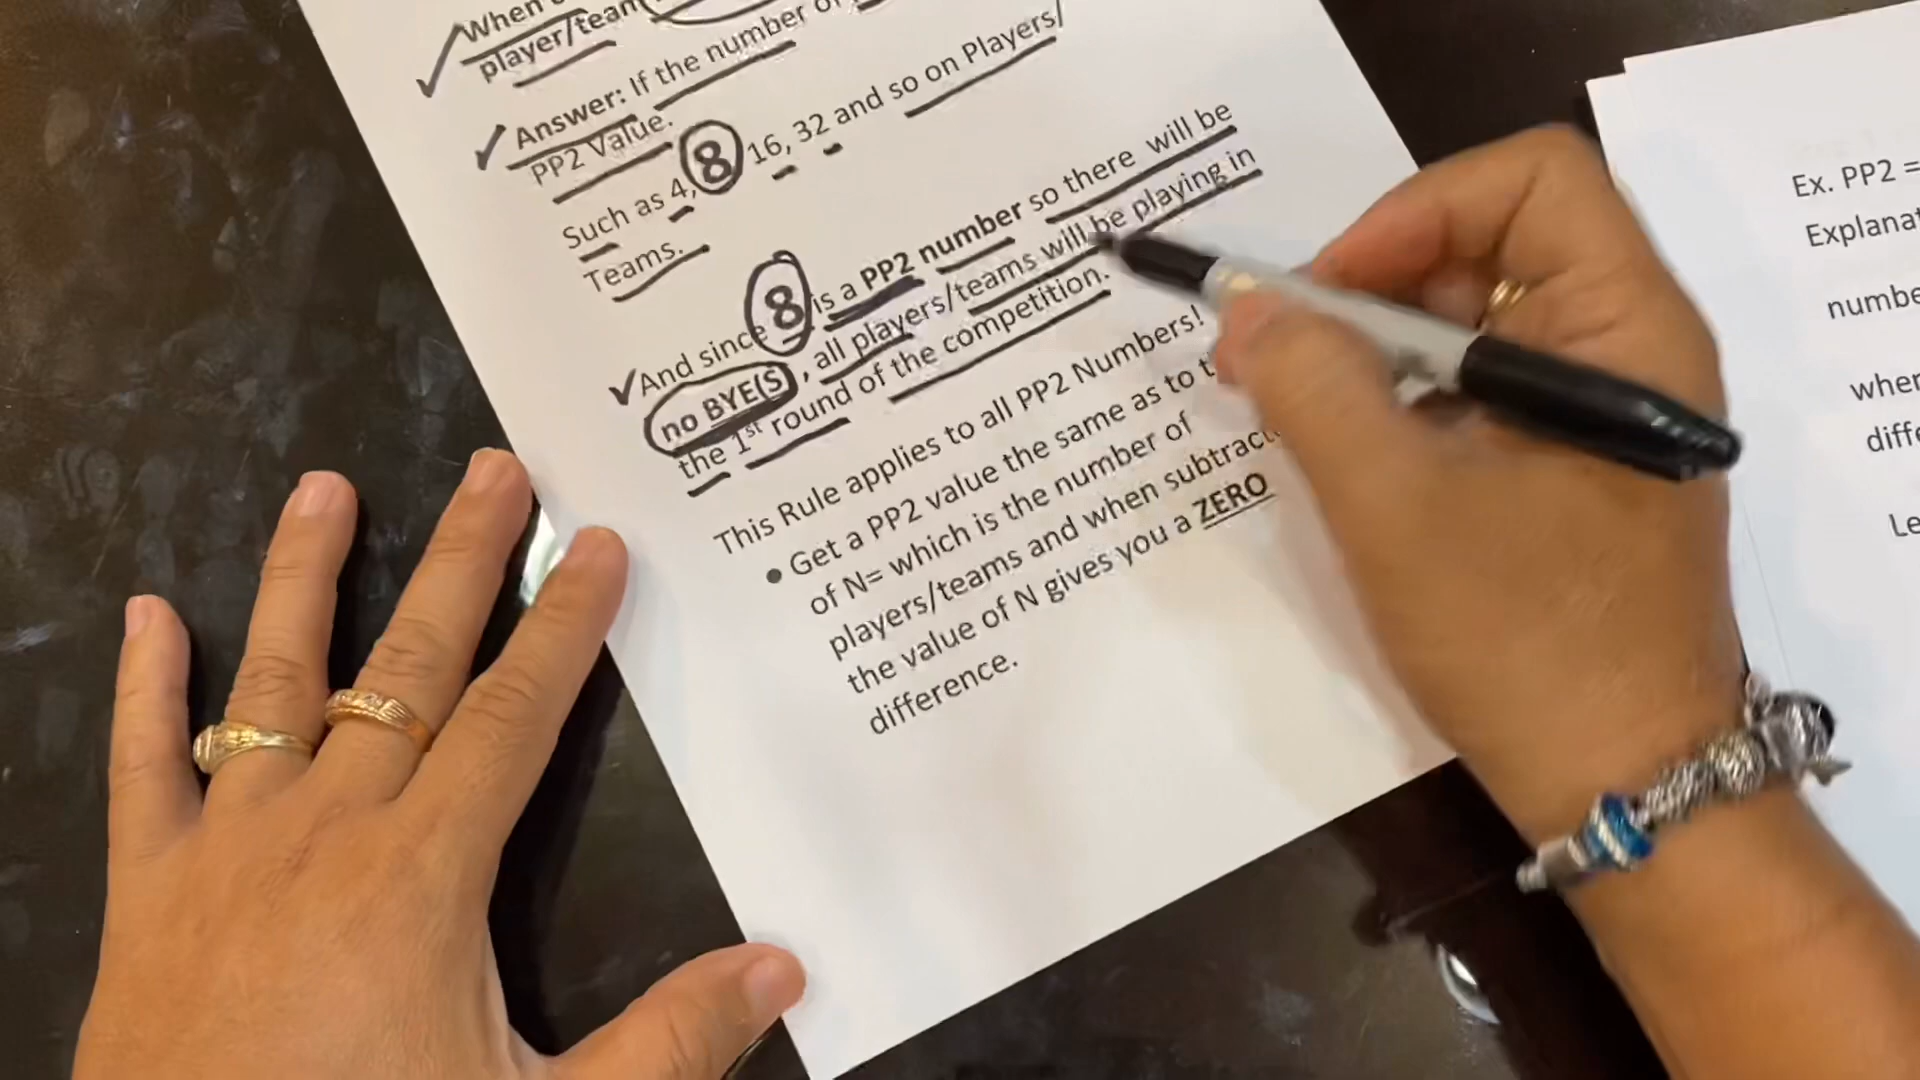 When
player/team
Answer: If the number of
PP2 Value.
Such as 4, 8 16, 32 and so on Players/
Teams.
And since 8 is a PP2 number so there will be
no BYE(S) , all players/teams will be playing in
the 1st round of the competition.
This Rule applies to all PP2 Numbers!
• Get a PP2 value the same as to
of N= which is the number of
players/teams and when subtract
the value of N gives you a ZERO
difference.
Ex. PP2 =